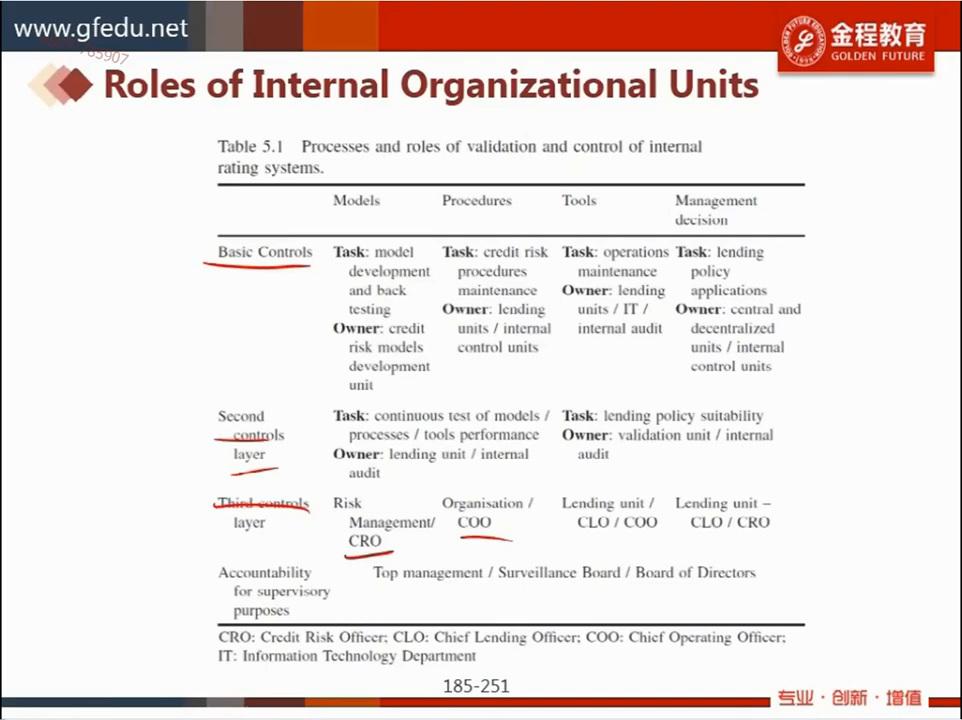 www.gfedu.net
765907
金程教育
GOLDEN FUTURE
Roles of Internal Organizational Units
Table 5.1 Processes and roles of validation and control of internal
rating systems.
Models Procedures Tools Management
decision
Basic Controls Task: model Task: credit risk Task: operations Task: lending
development procedures maintenance policy
and back maintenance Owner: lending applications
testing Owner: lending units / IT / Owner: central and
Owner: credit units / internal internal audit decentralized
risk models control units units / internal
development control units
unit
Second Task: continuous test of models / Task: lending policy suitability
controls processes / tools performance Owner: validation unit / internal
layer Owner: lending unit / internal audit
audit
Third controls Risk Organisation / Lending unit / Lending unit –
layer Management/ COO CLO / COO CLO / CRO
CRO
Accountability Top management / Surveillance Board / Board of Directors
for supervisory
purposes
CRO: Credit Risk Officer; CLO: Chief Lending Officer; COO: Chief Operating Officer;
IT: Information Technology Department
185-251
专业·创新·增值